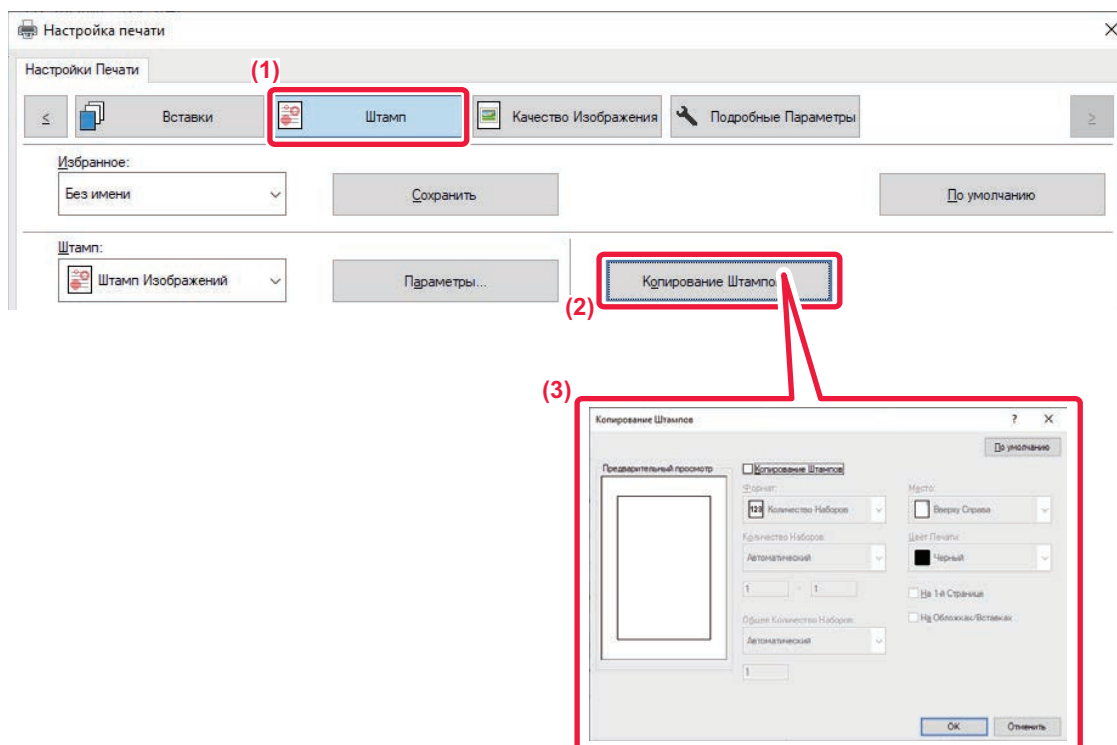 Настройка печати
Настройки Печати
(1)
Вставки
Штамп
Качество Изображения
Подробные Параметры
Избранное:
Без имени
Сохранить
По умолчанию
Штамп:
Штамп Изображений
Параметры...
Копирование Штампо
(2)
(3)
Копирование Штампов
По умолчанию
Предварительный просмотр
Копирование Штампов
Формат:
Место:
123 Количество Наборов
Вверху Справа
Количество Наборов:
Цвет Печати:
Автоматический
Черный
1 - 1
На 1-й Странице
Общее Количество Наборов:
На Обложках/Вставках
Автоматический
1
OK
Отменить